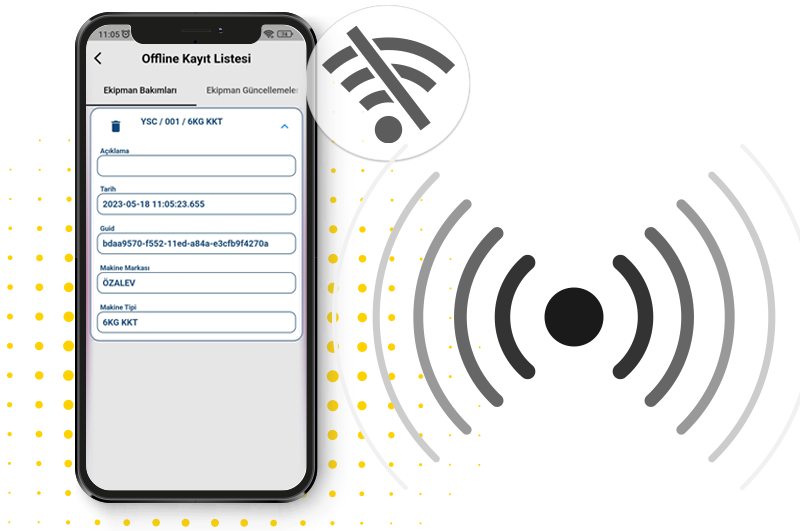 11:05
24
Offline Kayıt Listesi
Ekipman Bakımları
Ekipman Güncellemeler
YSC / 001 / 6KG KKT
Açıklama
Tarih
2023-05-18 11:05:23.655
Guid
bdaa9570-f552-11ed-a84a-e3cfb9f4270a
Makine Markası
ÖZALEV
Makine Tipi
6KG KKT